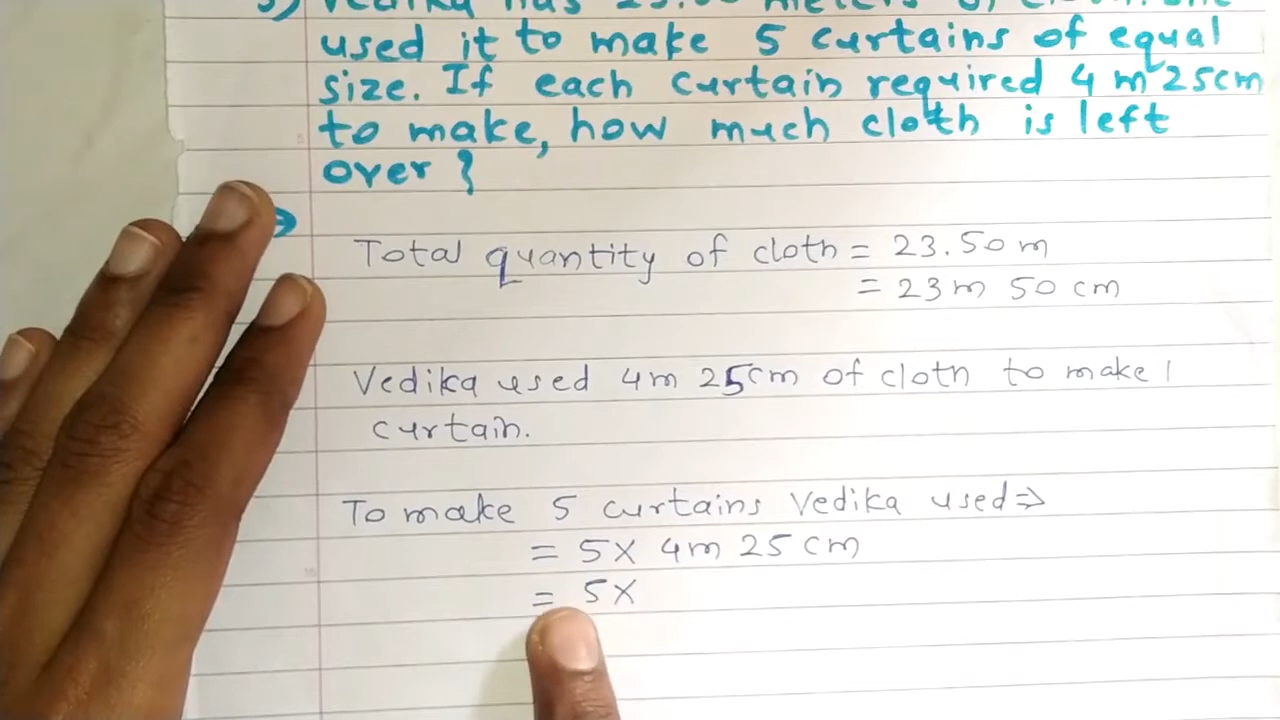 used it to make 5 curtains of equal
size. If each curtain required 4 m 25cm
to make, how much cloth is left
over ?
Total quantity of cloth = 23.50 m
= 23 m 50 cm
Vedika used 4m 25cm of cloth to make 1
curtain.
To make 5 curtains Vedika used ⇒
= 5 × 4m 25 cm
= 5 ×